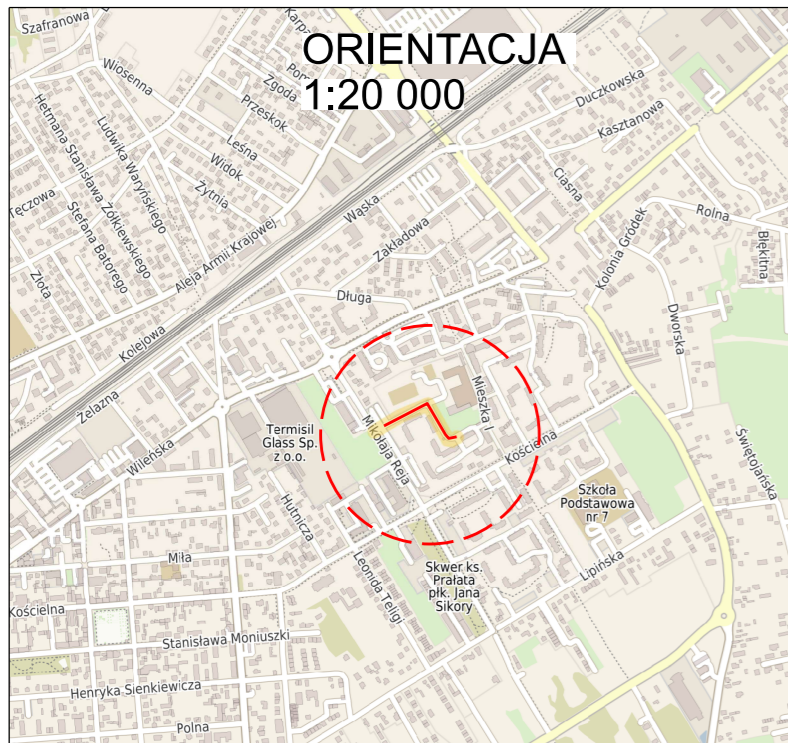 ORIENTACJA
1:20 000
Szafranowa
Wiosenna
Zgoda
Przeskok
Leśna
Widok
Żytnia
Hetmana Stanisława Żółkiewskiego
Ludwika Waryńskiego
Tęczowa
Stefana Batorego
Złota
Aleja Armii Krajowej
Kolejowa
Wąska
Zakładowa
Długa
Duczkowska
Kasztanowa
Ciasna
Kolonia Gródek
Rolna
Błękitna
Dworska
Żelazna
Wileńska
Termisil
Glass Sp.
z o.o.
Mikołaja Reja
Mieszka I
Kościelna
Świętojańska
Szkoła
Podstawowa
nr 7
Hutnicza
Miła
Leonida Teligi
Skwer ks.
Prałata
płk. Jana
Sikory
Lipińska
Kościelna
Stanisława Moniuszki
Henryka Sienkiewicza
Polna